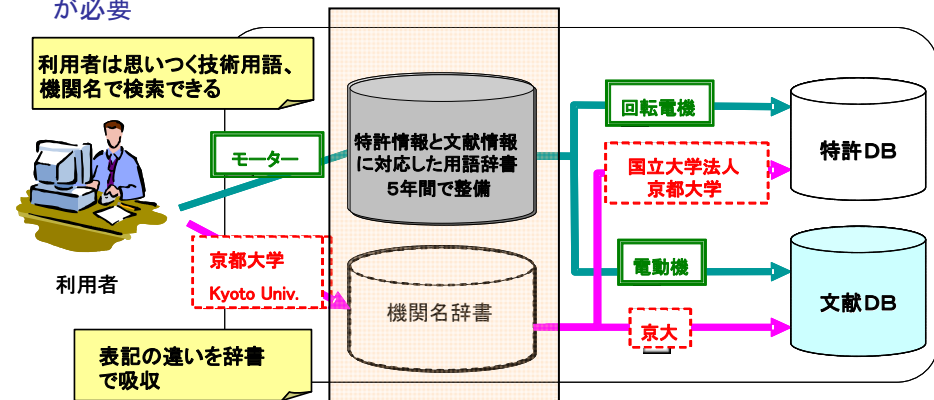 が必要
利用者は思いつく技術用語、
機関名で検索できる
モーター
特許情報と文献情報
に対応した用語辞書
5年間で整備
回転電機
特許DB
国立大学法人
京都大学
利用者
京都大学
Kyoto Univ.
機関名辞書
電動機
文献DB
京大
表記の違いを辞書
で吸収